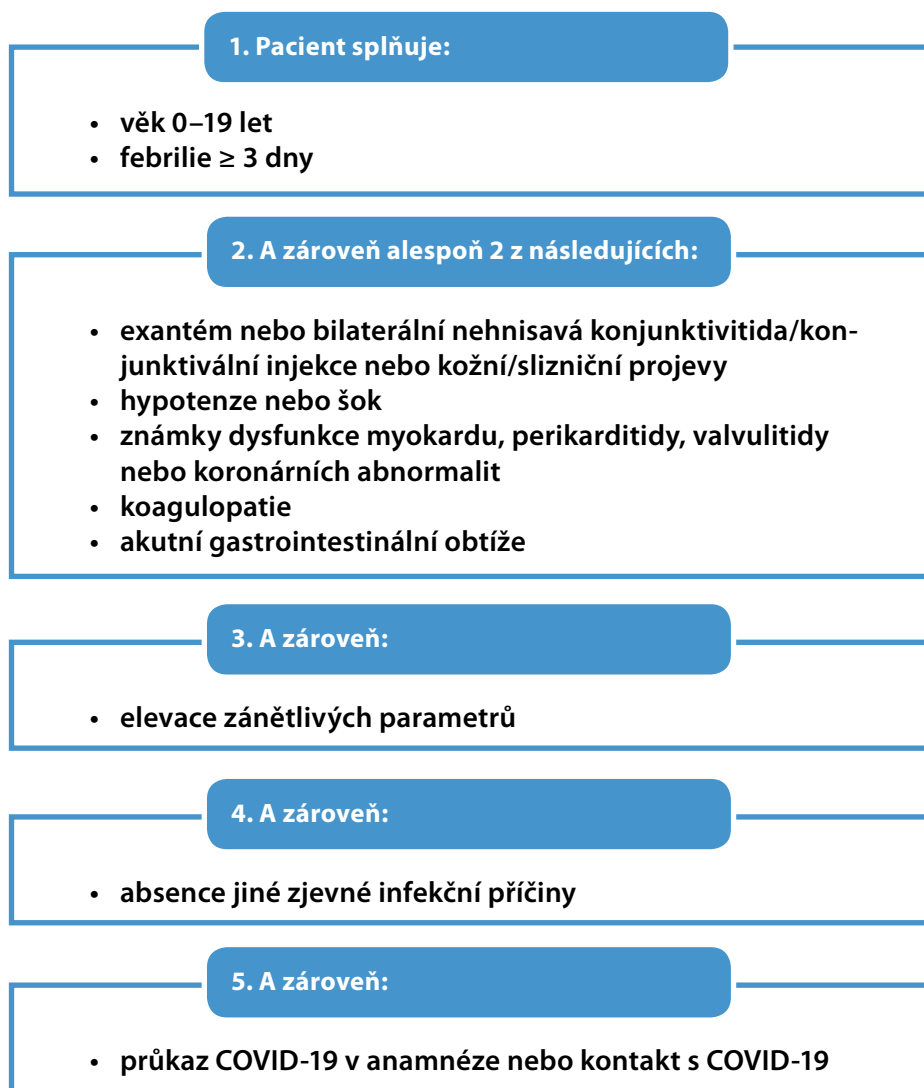 1. Pacient splňuje:
• věk 0–19 let
• febrilie ≥ 3 dny
2. A zároveň alespoň 2 z následujících:
• exantém nebo bilaterální nehnisavá konjunktivitida/kon-
junktivální injekce nebo kožní/slizniční projevy
• hypotenze nebo šok
• známky dysfunkce myokardu, perikarditidy, valvulitidy
nebo koronárních abnormalit
• koagulopatie
• akutní gastrointestinální obtíže
3. A zároveň:
• elevace zánětlivých parametrů
4. A zároveň:
• absence jiné zjevné infekční příčiny
5. A zároveň:
• průkaz COVID-19 v anamnéze nebo kontakt s COVID-19